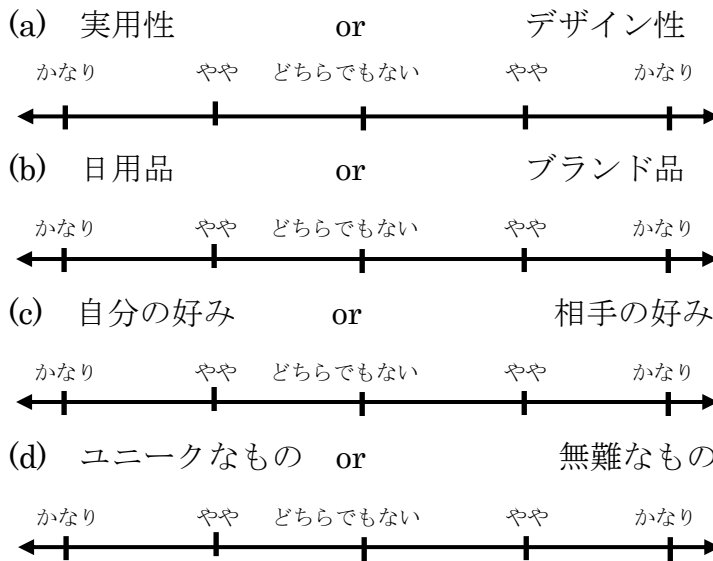 (a) 実用性 or デザイン性
かなり やや どちらでもない やや かなり
(b) 日用品 or ブランド品
かなり やや どちらでもない やや かなり
(c) 自分の好み or 相手の好み
かなり やや どちらでもない やや かなり
(d) ユニークなもの or 無難なもの
かなり やや どちらでもない やや かなり